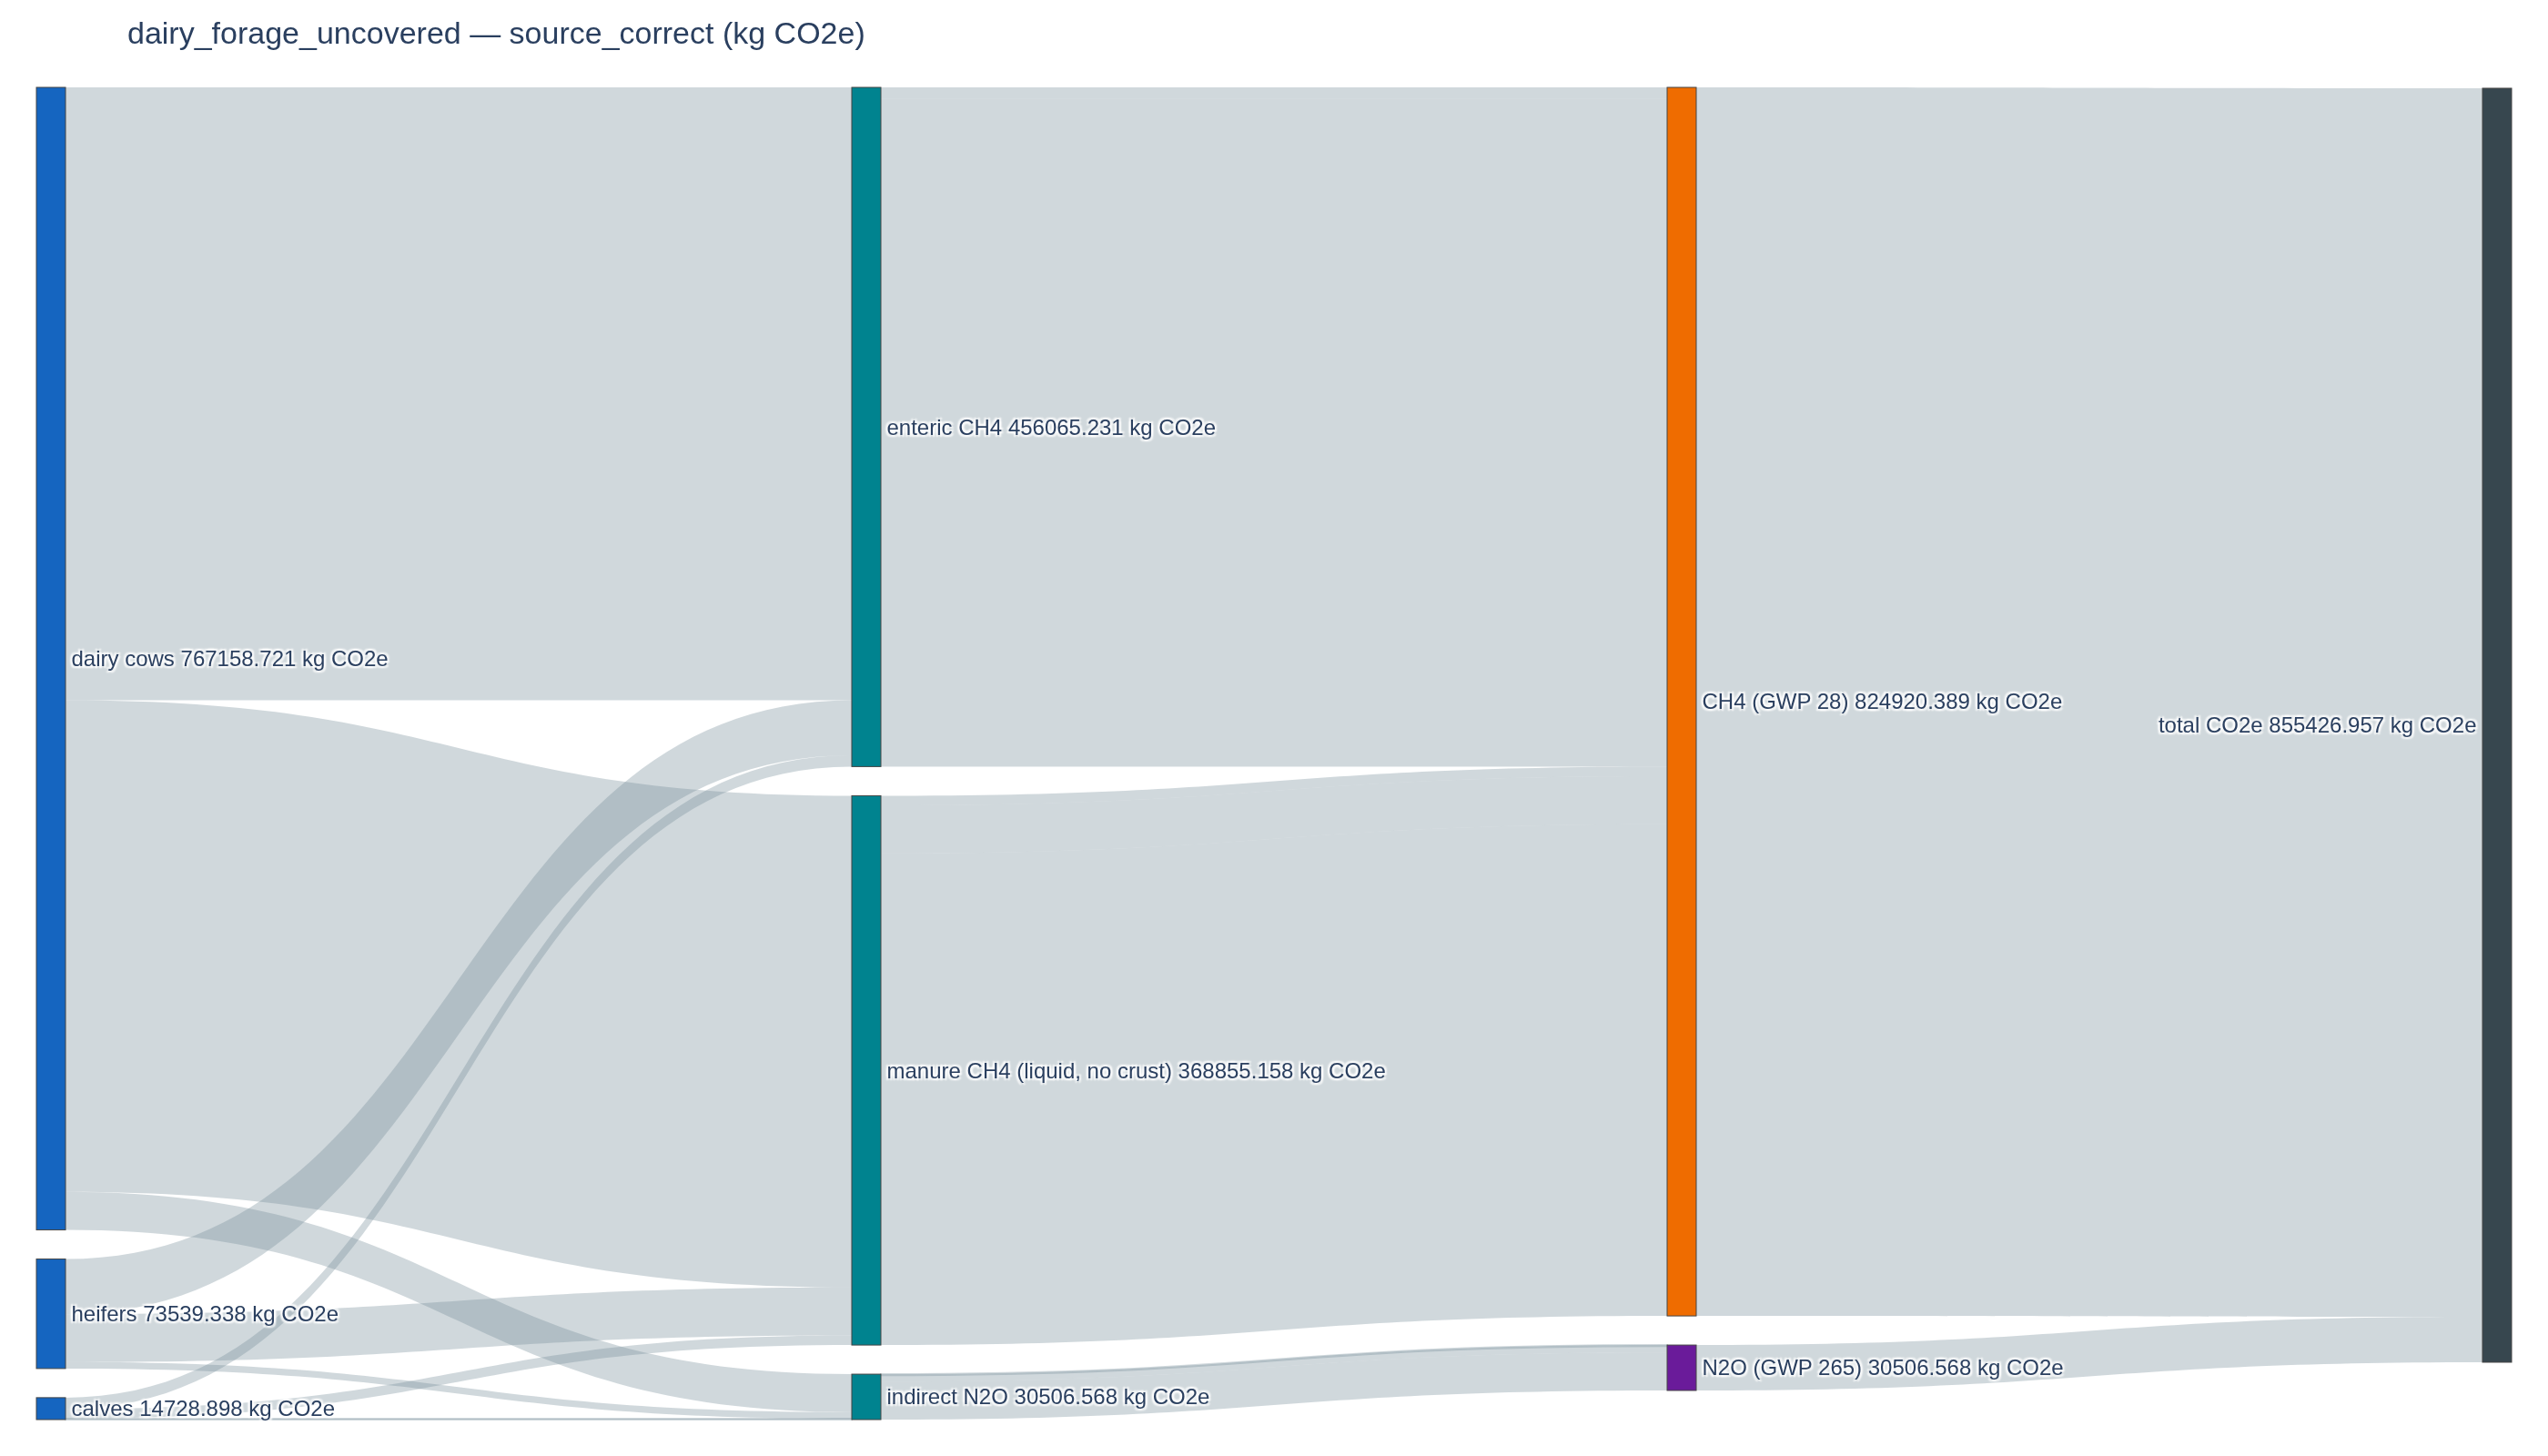 dairy_forage_uncovered — source_correct (kg CO2e)
dairy cows 767158.721 kg CO2e
heifers 73539.338 kg CO2e
calves 14728.898 kg CO2e
enteric CH4 456065.231 kg CO2e
manure CH4 (liquid, no crust) 368855.158 kg CO2e
indirect N2O 30506.568 kg CO2e
CH4 (GWP 28) 824920.389 kg CO2e
N2O (GWP 265) 30506.568 kg CO2e
total CO2e 855426.957 kg CO2e